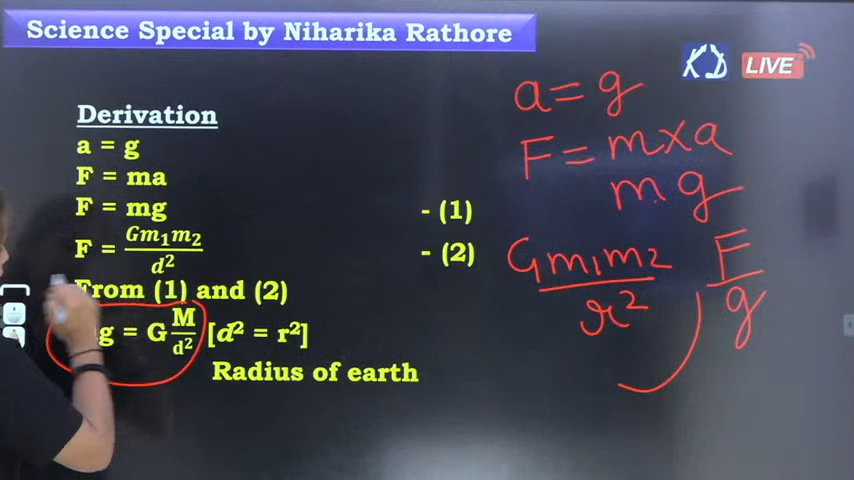 Science Special by Niharika Rathore
KD LIVE
Derivation
a = g
F = ma
F = mg - (1)
F = Gm₁m₂/d² - (2)
From (1) and (2)
g = G M/d² [d² = r²]
Radius of earth
a = g
F = m×a
mg
Gm₁m₂/r²
F/g